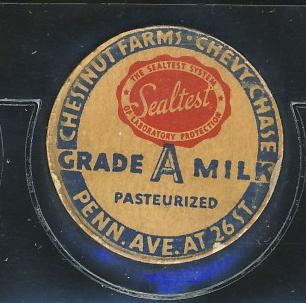 CHESTNUT FARMS · CHEVY CHASE
THE SEALTEST SYSTEM
Sealtest
OF LABORATORY PROTECTION
GRADE A MILK
PASTEURIZED
PENN. AVE. AT 26 ST.